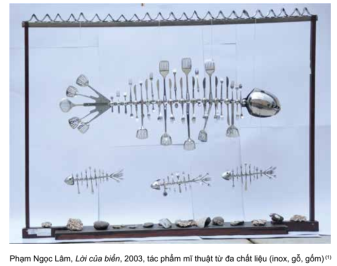 Phạm Ngọc Lâm, Lời của biển, 2003, tác phẩm mĩ thuật từ đa chất liệu (inox, gỗ, gốm)⁽¹⁾